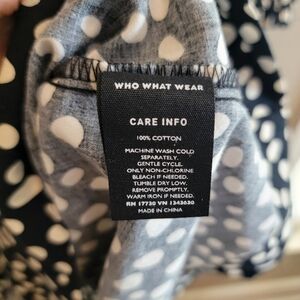 WHO WHAT WEAR
CARE INFO
100% COTTON
MACHINE WASH COLD
SEPARATELY.
GENTLE CYCLE.
ONLY NON-CHLORINE
BLEACH IF NEEDED.
TUMBLE DRY LOW.
REMOVE PROMPTLY.
WARM IRON IF NEEDED.
RN 17730 VN 1343630
MADE IN CHINA